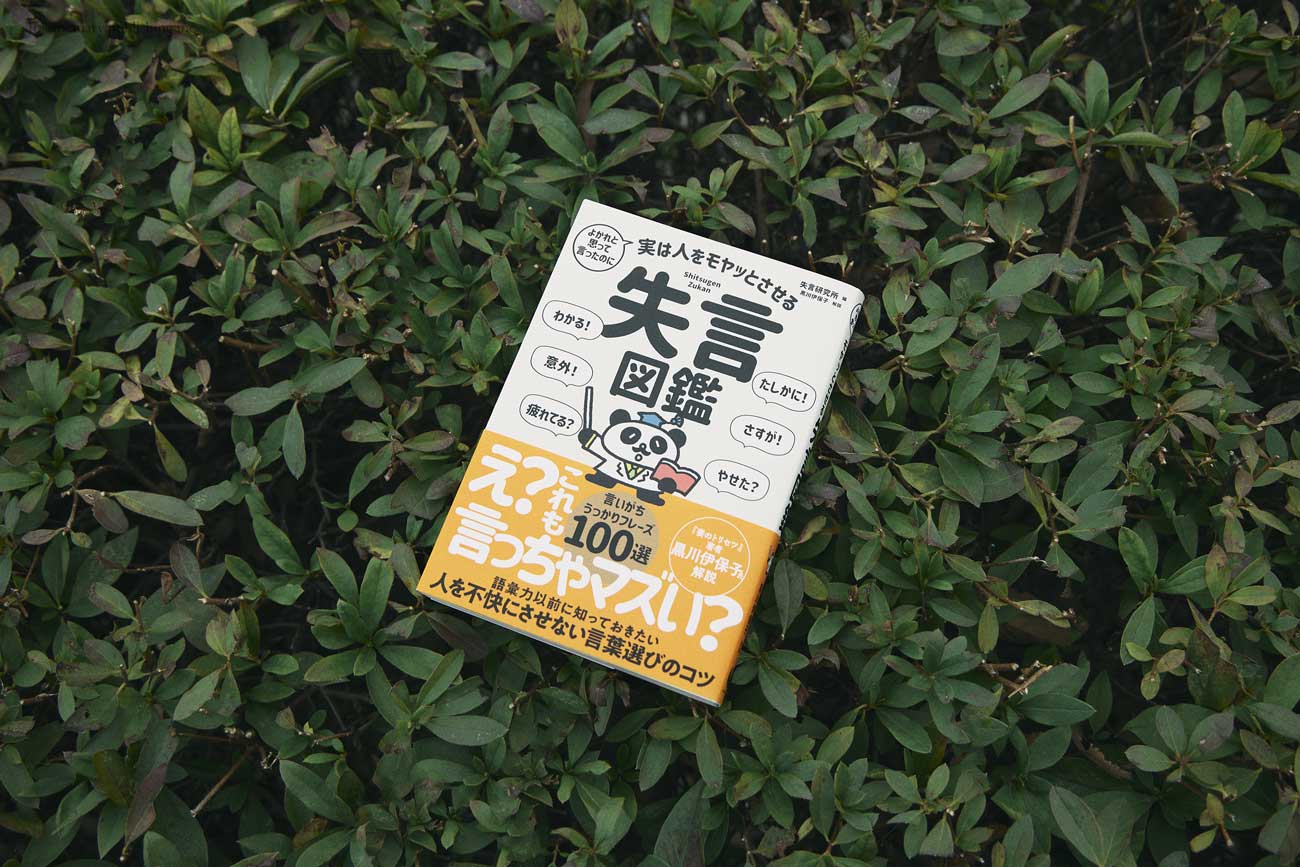 よかれと
思って
言ったのに
実は人をモヤッとさせる
Shitsugen
Zukan
失言
図鑑
失言研究所 編
黒川伊保子 解説
わかる!
意外!
疲れてる?
たしかに!
さすが!
やせた?
え?これも
言っちゃマズい?
言いがち
うっかりフレーズ
100選
『妻のトリセツ』
著者
黒川伊保子氏
解説
語彙力以前に知っておきたい
人を不快にさせない言葉選びのコツ